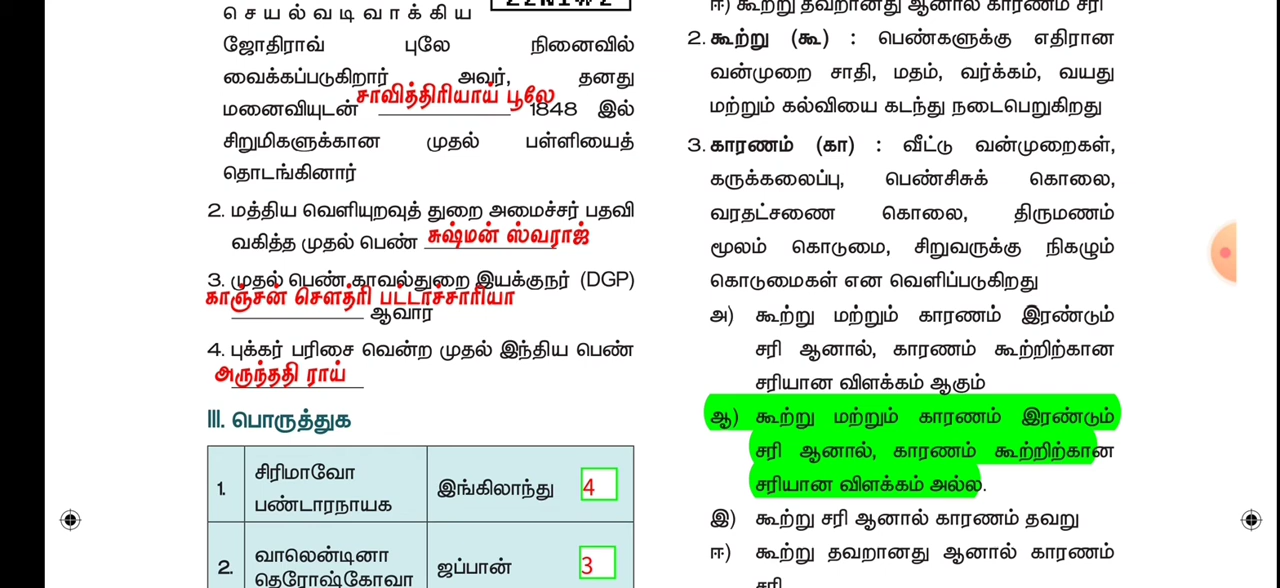 செயல்வடிவாக்கிய
ஜோதிராவ் புலே நினைவில்
வைக்கப்படுகிறார் அவர், தனது
சாவித்திரியாய் பூலே
மனைவியுடன் ____________ 1848 இல்
சிறுமிகளுக்கான முதல் பள்ளியைத்
தொடங்கினார்
2. மத்திய வெளியுறவுத் துறை அமைச்சர் பதவி
வகித்த முதல் பெண் சுஷ்மன் ஸ்வராஜ்
3. முதல் பெண் காவல்துறை இயக்குநர் (DGP)
காஞ்சன் சௌத்ரி பட்டாச்சாரியா
____________ ஆவார்
4. புக்கர் பரிசை வென்ற முதல் இந்திய பெண்
அருந்ததி ராய்
III. பொருத்துக
1. சிரிமாவோ பண்டாரநாயக இங்கிலாந்து 4
2. வாலென்டினா தெரோஷ்கோவா ஜப்பான் 3
ஈ) கூற்று தவறானது ஆனால் காரணம் சரி
2. கூற்று (கூ) : பெண்களுக்கு எதிரான
வன்முறை சாதி, மதம், வர்க்கம், வயது
மற்றும் கல்வியை கடந்து நடைபெறுகிறது
3. காரணம் (கா) : வீட்டு வன்முறைகள்,
கருக்கலைப்பு, பெண்சிசுக் கொலை,
வரதட்சணை கொலை, திருமணம்
மூலம் கொடுமை, சிறுவருக்கு நிகழும்
கொடுமைகள் என வெளிப்படுகிறது
அ) கூற்று மற்றும் காரணம் இரண்டும்
சரி ஆனால், காரணம் கூற்றிற்கான
சரியான விளக்கம் ஆகும்
ஆ) கூற்று மற்றும் காரணம் இரண்டும்
சரி ஆனால், காரணம் கூற்றிற்கான
சரியான விளக்கம் அல்ல.
இ) கூற்று சரி ஆனால் காரணம் தவறு
ஈ) கூற்று தவறானது ஆனால் காரணம்
சரி